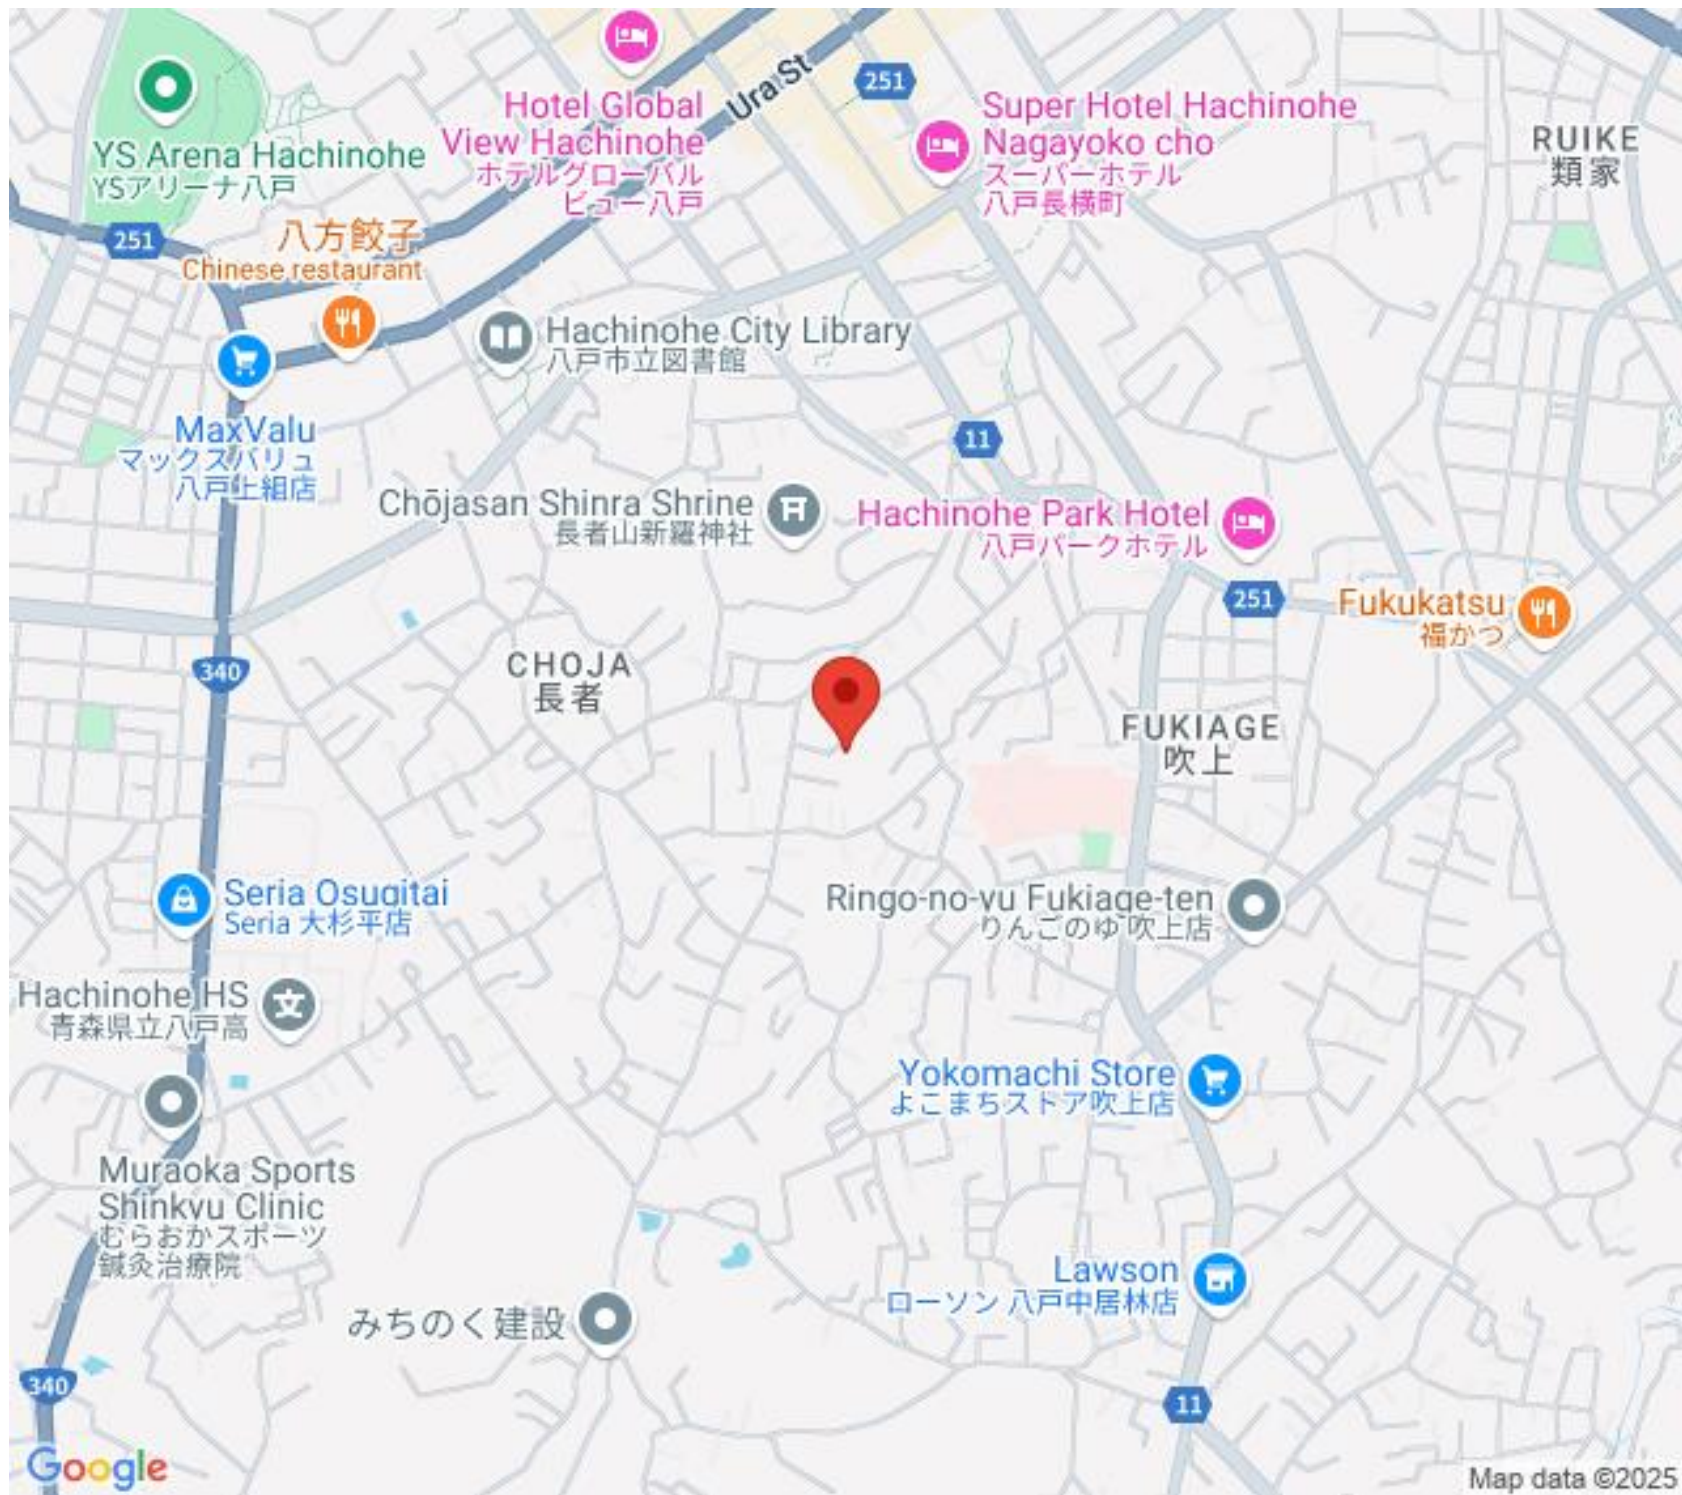 Ura St
251
Hotel Global
View Hachinohe
ホテルグローバル
ビュー八戸
Super Hotel Hachinohe
Nagayoko cho
スーパーホテル
八戸長横町
RUIKE
類家
YS Arena Hachinohe
YSアリーナ八戸
251
八方餃子
Chinese restaurant
Hachinohe City Library
八戸市立図書館
MaxValu
マックスバリュ
八戸上組店
11
Chōjasan Shinra Shrine
長者山新羅神社
Hachinohe Park Hotel
八戸パークホテル
251
Fukukatsu
福かつ
340
CHOJA
長者
FUKIAGE
吹上
Seria Osugitai
Seria 大杉平店
Ringo-no-yu Fukiage-ten
りんごのゆ 吹上店
Hachinohe HS
青森県立八戸高
Yokomachi Store
よこまちストア吹上店
Muraoka Sports
Shinkyu Clinic
むらおかスポーツ
鍼灸治療院
Lawson
ローソン 八戸中居林店
みちのく建設
340
11
Google
Map data ©2025